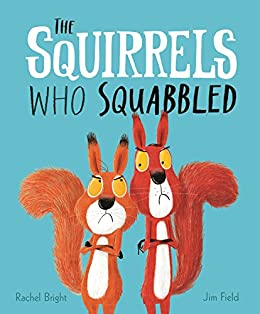 THE
SQUIRRELS
WHO SQUABBLED
Rachel Bright
Jim Field